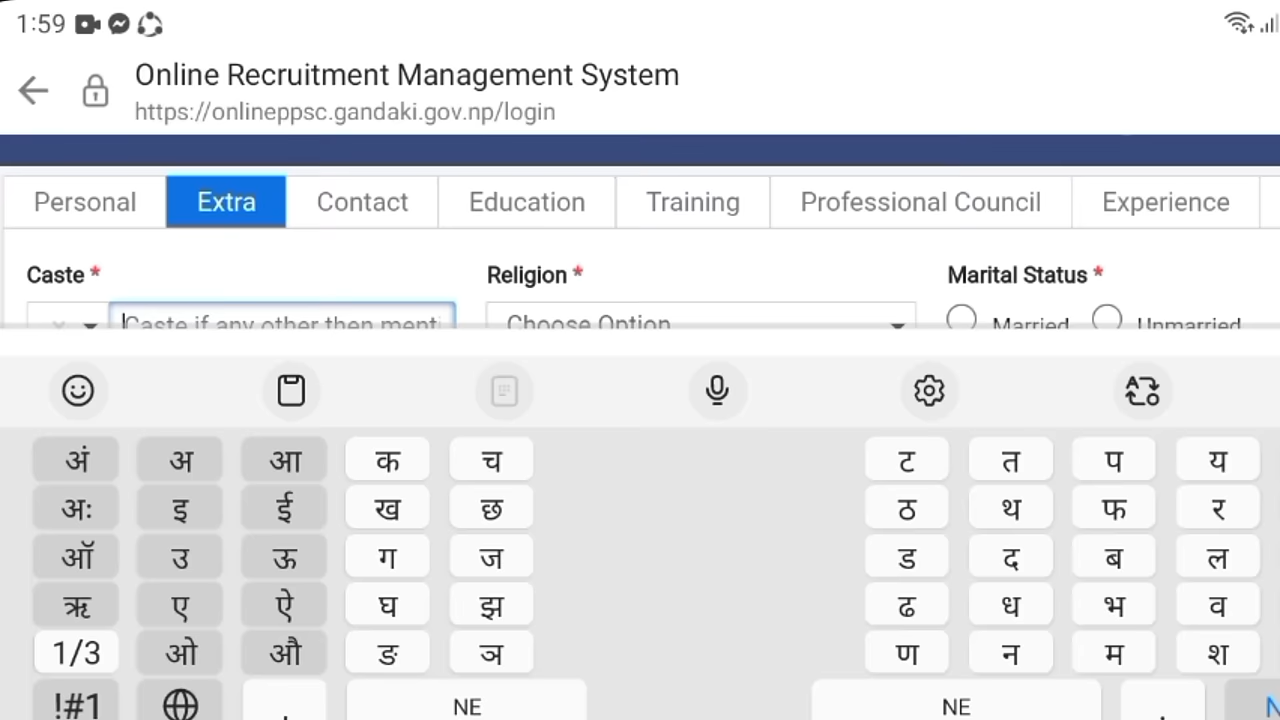 1:59
Online Recruitment Management System
https://onlineppsc.gandaki.gov.np/login
Personal Extra Contact Education Training Professional Council Experience
Caste * Religion * Marital Status *
Caste if any other then menti Choose Option Married Unmarried
अं अ आ क च ट त प य
अः इ ई ख छ ठ थ फ र
ऑ उ ऊ ग ज ड द ब ल
ऋ ए ऐ घ झ ढ ध भ व
1/3 ओ औ ङ ञ ण न म श
!#1 , NE NE .